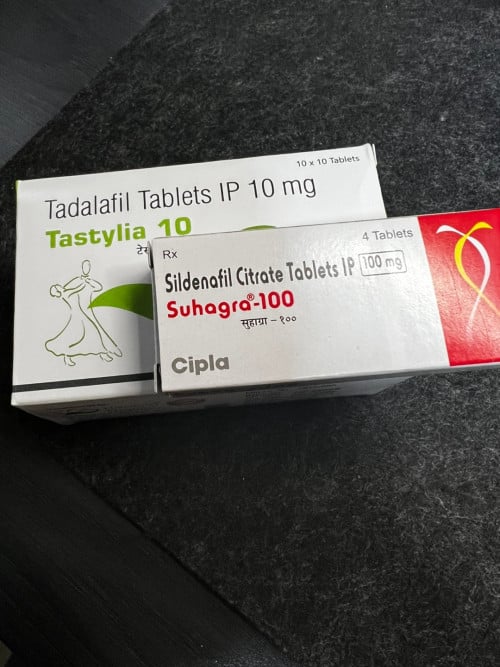 10 x 10 Tablets
Tadalafil Tablets IP 10 mg
Tastylia 10
Rx
4 Tablets
Sildenafil Citrate Tablets IP 100 mg
Suhagra®-100
सुहाग्रा - १००
Cipla